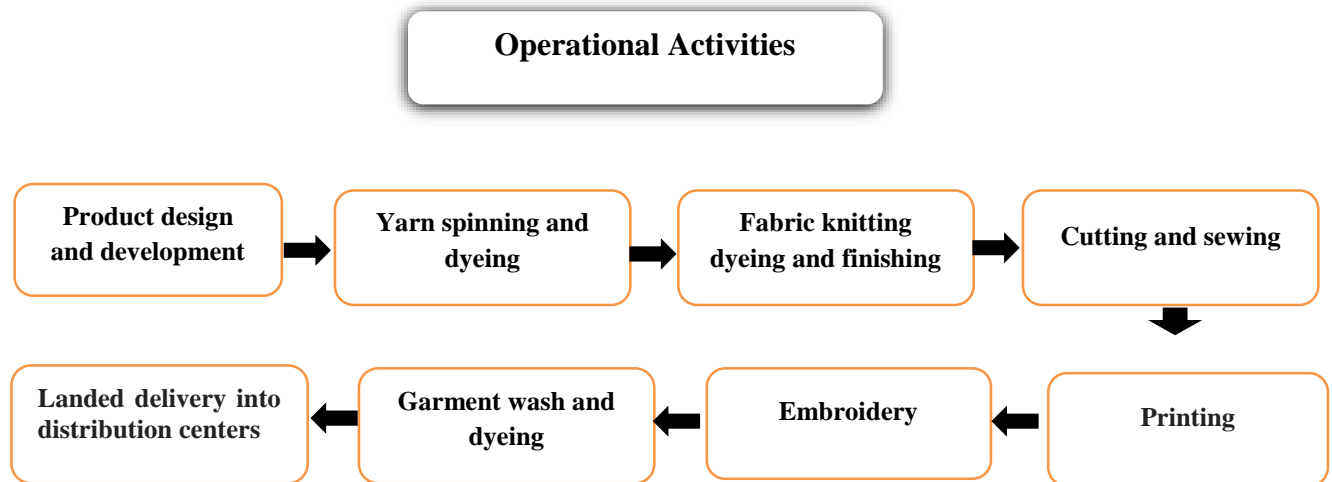 Operational Activities
Product design
and development
Yarn spinning and
dyeing
Fabric knitting
dyeing and finishing
Cutting and sewing
Landed delivery into
distribution centers
Garment wash and
dyeing
Embroidery
Printing